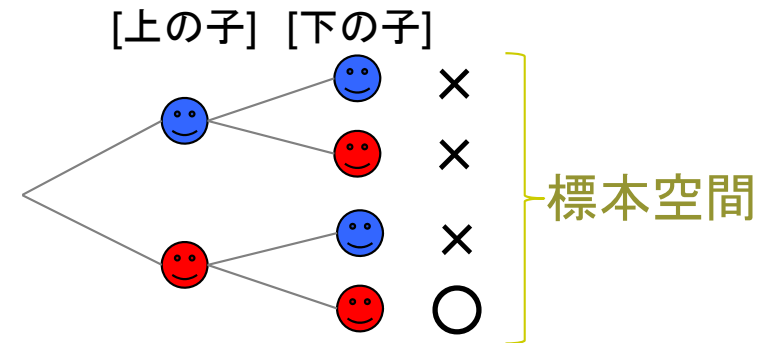 [上の子] [下の子]
×
×
×
○
標本空間